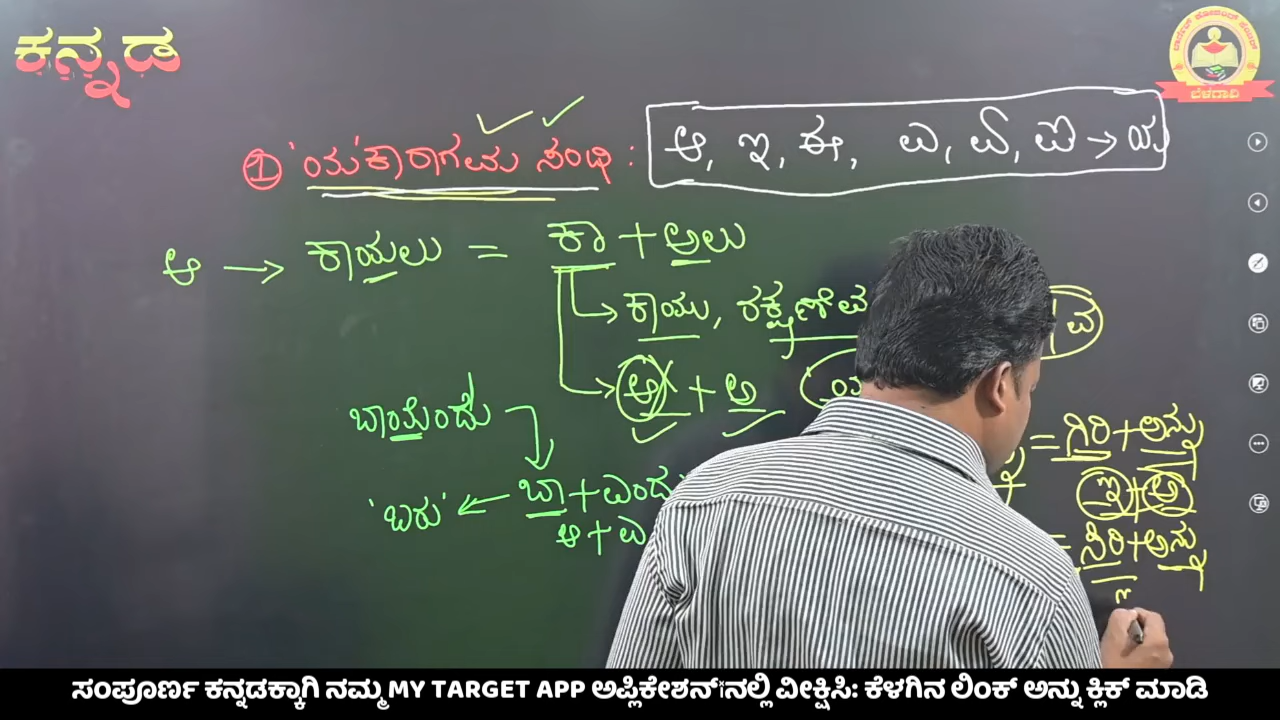 ಕನ್ನಡ
ಬೆಳಗಾವಿ
① 'ಯ'ಕಾರಾಗಮ ಸಂಧಿ : ಆ, ಇ, ಈ, ಎ, ಏ, ಐ → ಯ
ಆ → ಕಾಯಲು = ಕಾ + ಅಲು
ಕಾಯು, ರಕ್ಷಣೆ
ವ
ಆ + ಅ
ಬಾಯೆಂದು
= ಗಿರಿ + ಅನ್ನು
ಇ + ಅ
'ಬರು' ← ಬಾ + ಎಂದು
ಆ + ಎ
= ಗಿರಿ + ಅನ್ನು
ಸಂಪೂರ್ಣ ಕನ್ನಡಕ್ಕಾಗಿ ನಮ್ಮ MY TARGET APP ಅಪ್ಲಿಕೇಶನ್ ನಲ್ಲಿ ವೀಕ್ಷಿಸಿ: ಕೆಳಗಿನ ಲಿಂಕ್ ಅನ್ನು ಕ್ಲಿಕ್ ಮಾಡಿ